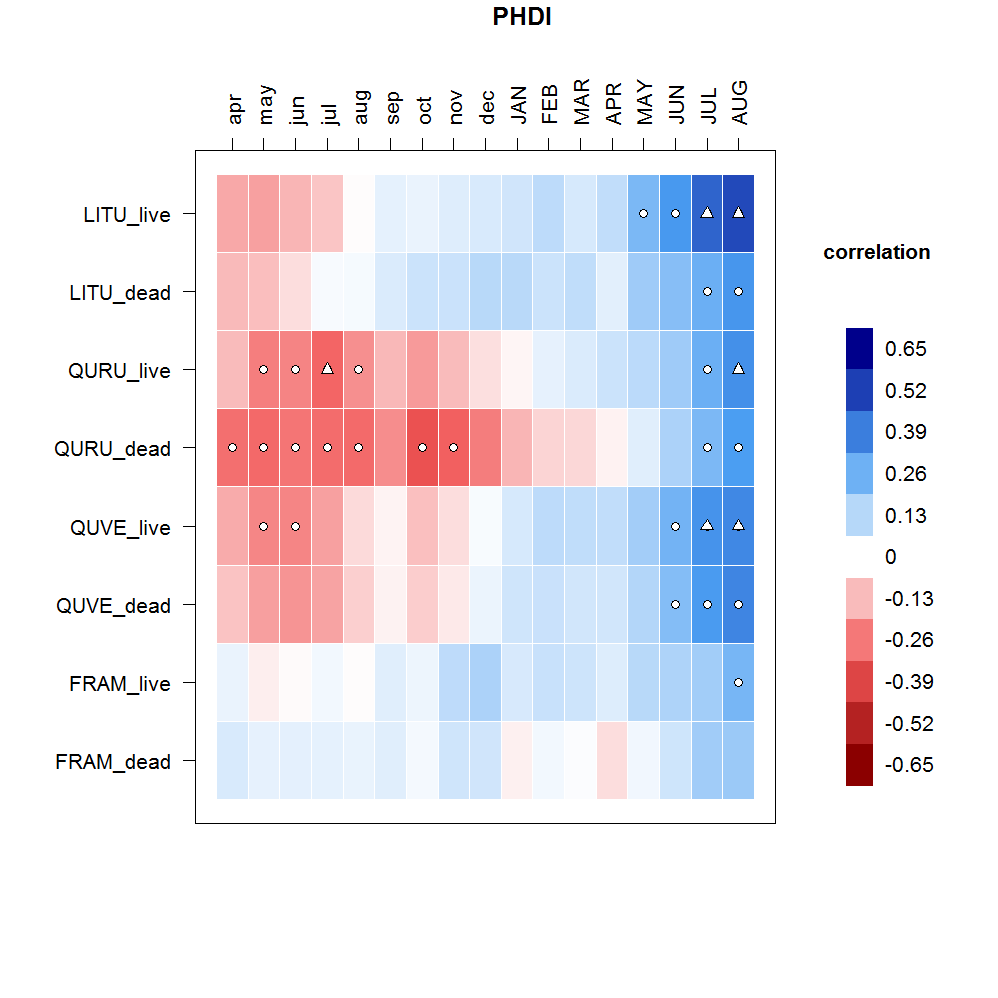 PHDI
apr may jun jul aug sep oct nov dec JAN FEB MAR APR MAY JUN JUL AUG
LITU_live
LITU_dead
QURU_live
QURU_dead
QUVE_live
QUVE_dead
FRAM_live
FRAM_dead
correlation
0.65
0.52
0.39
0.26
0.13
0
-0.13
-0.26
-0.39
-0.52
-0.65